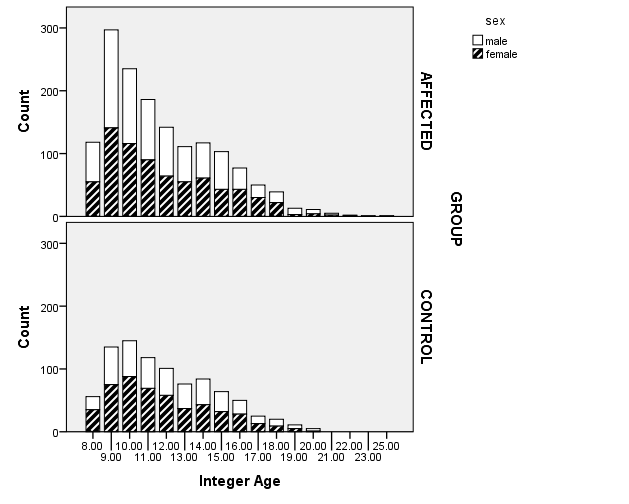 sex
male
female
300
200
100
0
Count
AFFECTED
GROUP
300
200
100
0
Count
CONTROL
8.00 10.00 12.00 14.00 16.00 18.00 20.00 22.00 25.00
9.00 11.00 13.00 15.00 17.00 19.00 21.00 23.00
Integer Age